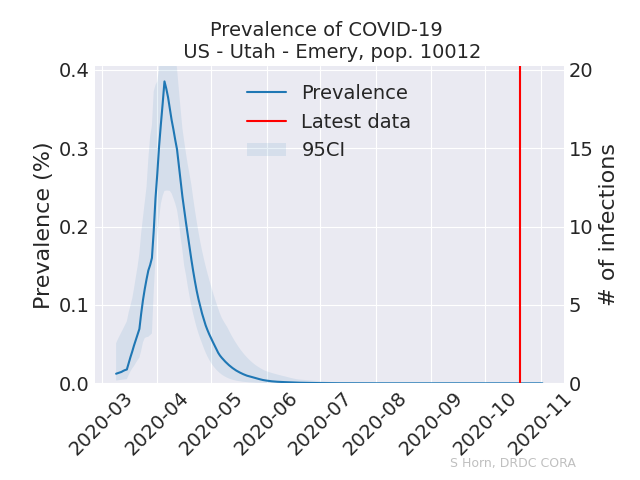 Prevalence of COVID-19
US - Utah - Emery, pop. 10012
Prevalence (%)
0.4
0.3
0.2
0.1
0.0
Prevalence
Latest data
95CI
20
15
10
5
0
# of infections
2020-03
2020-04
2020-05
2020-06
2020-07
2020-08
2020-09
2020-10
2020-11
S Horn, DRDC CORA